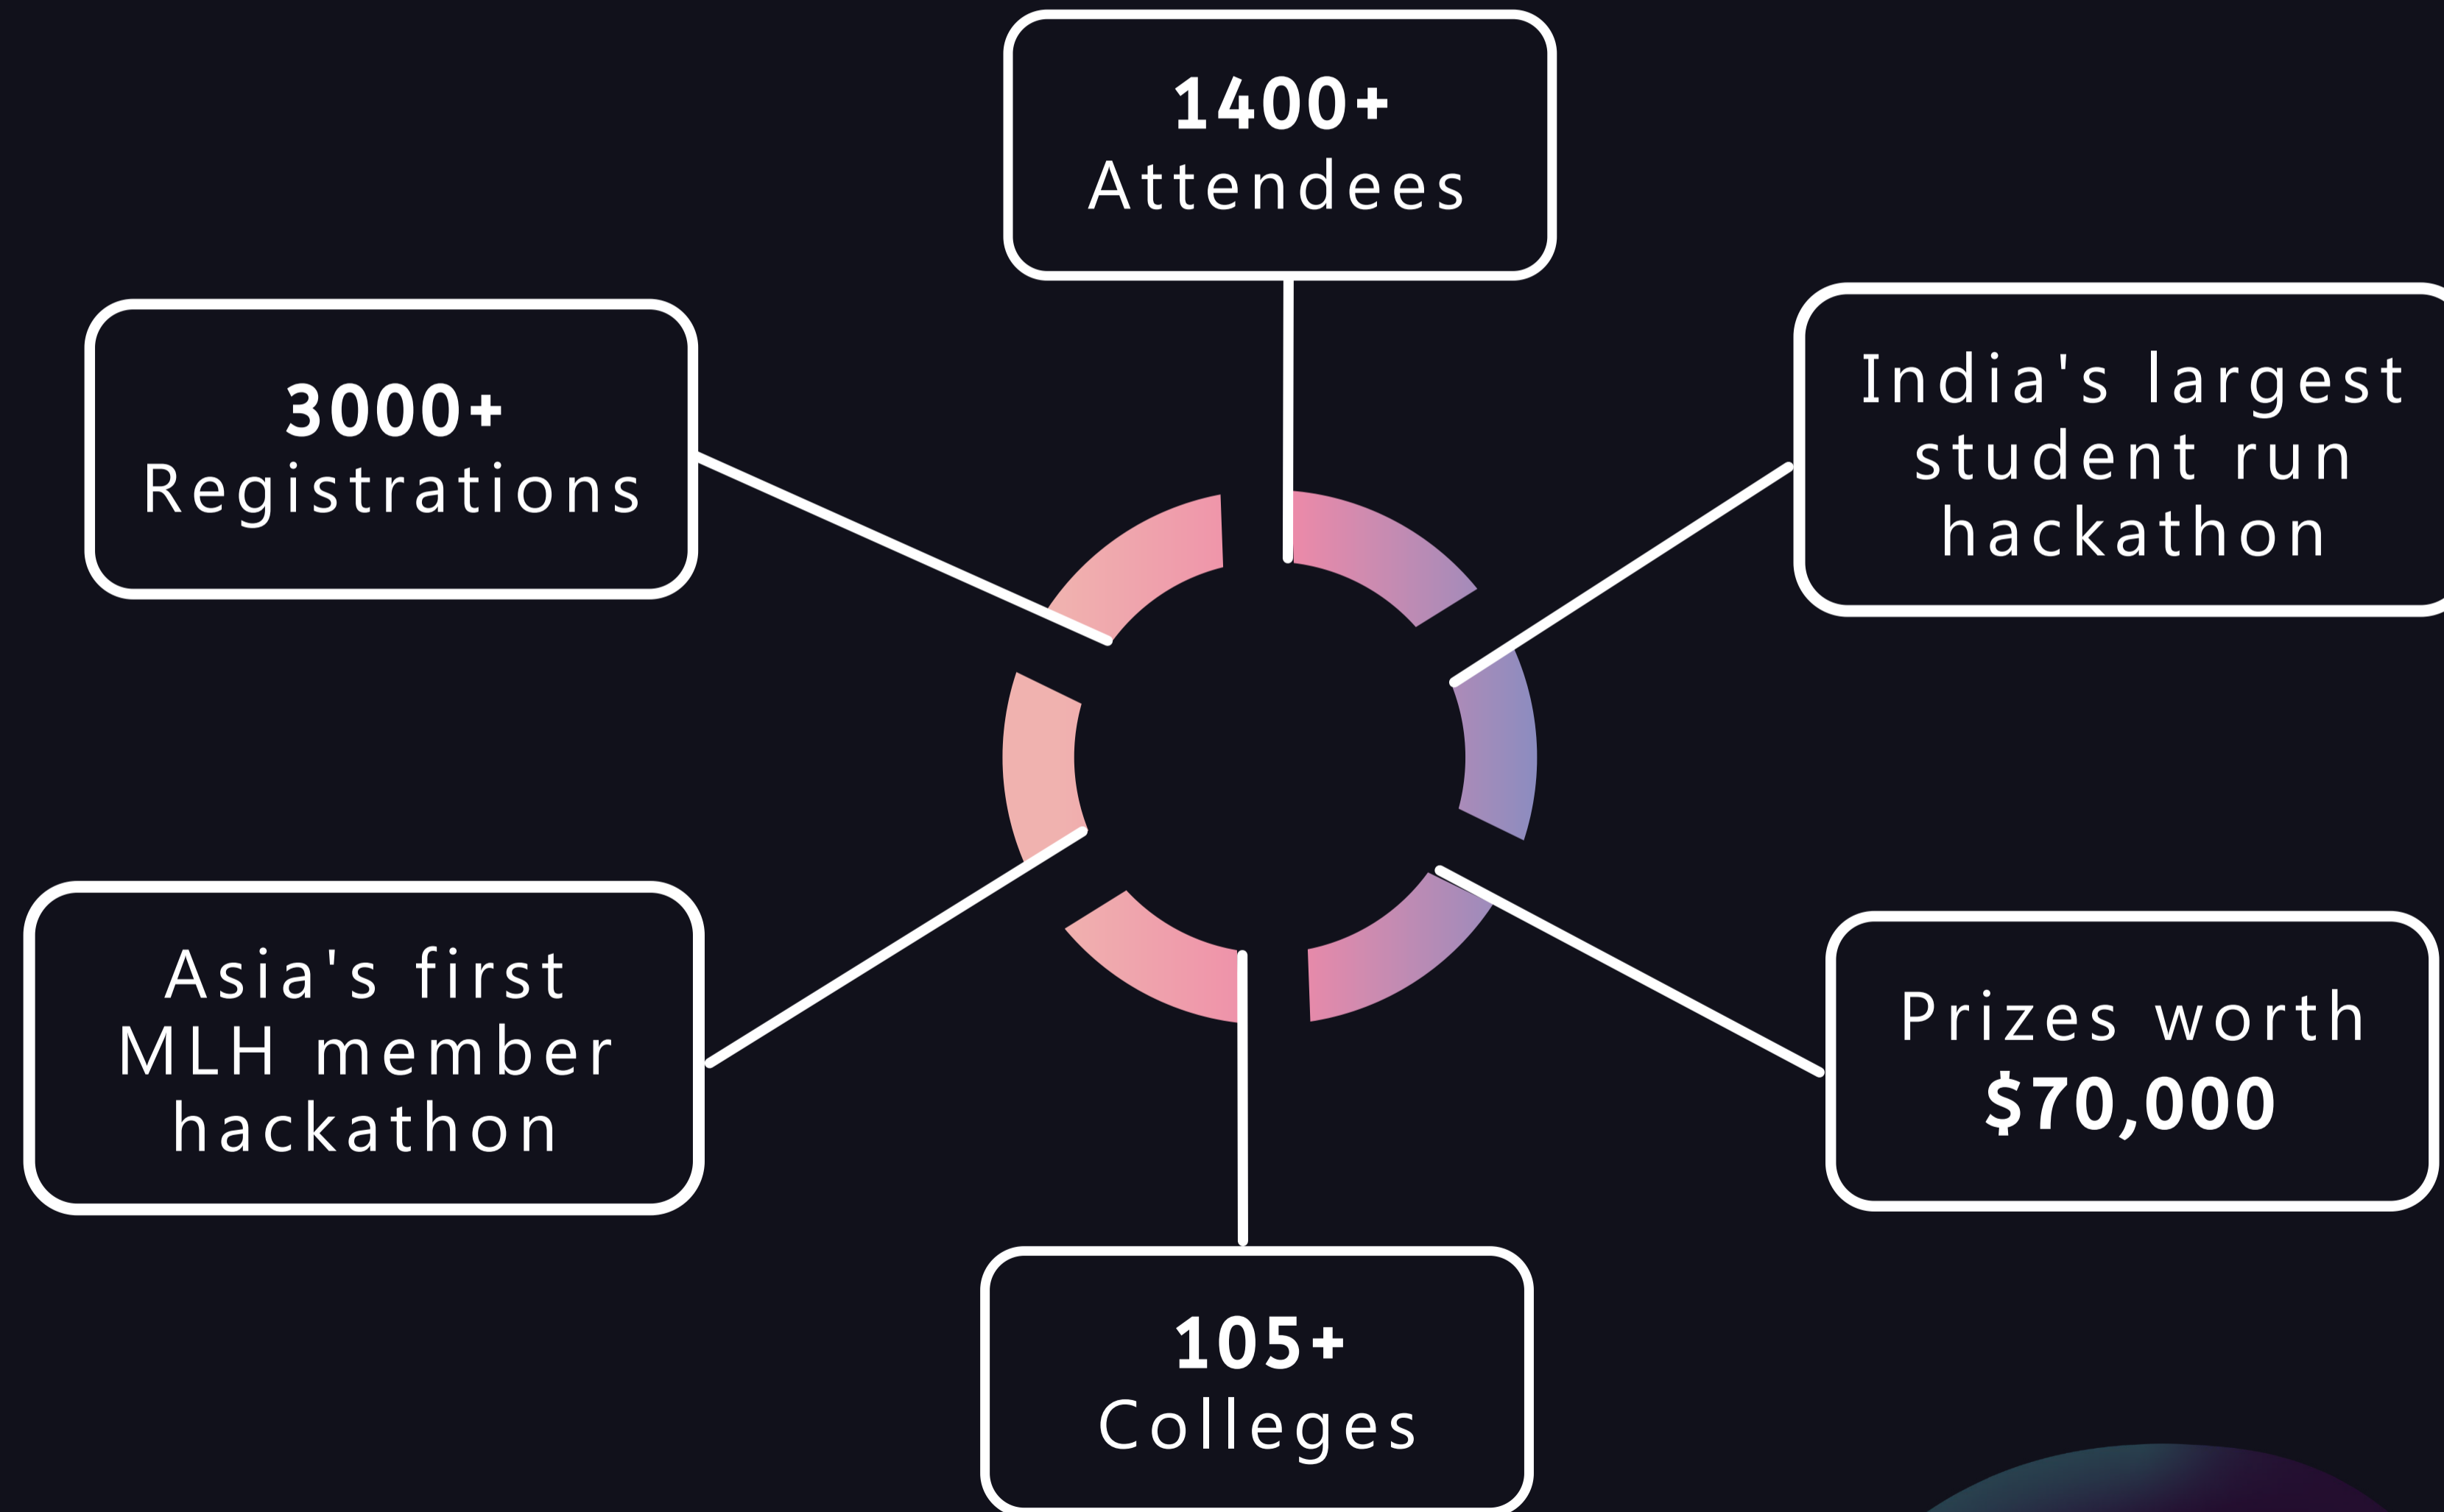 1400+
Attendees
3000+
Registrations
India's largest
student run
hackathon
Asia's first
MLH member
hackathon
Prizes worth
$70,000
105+
Colleges